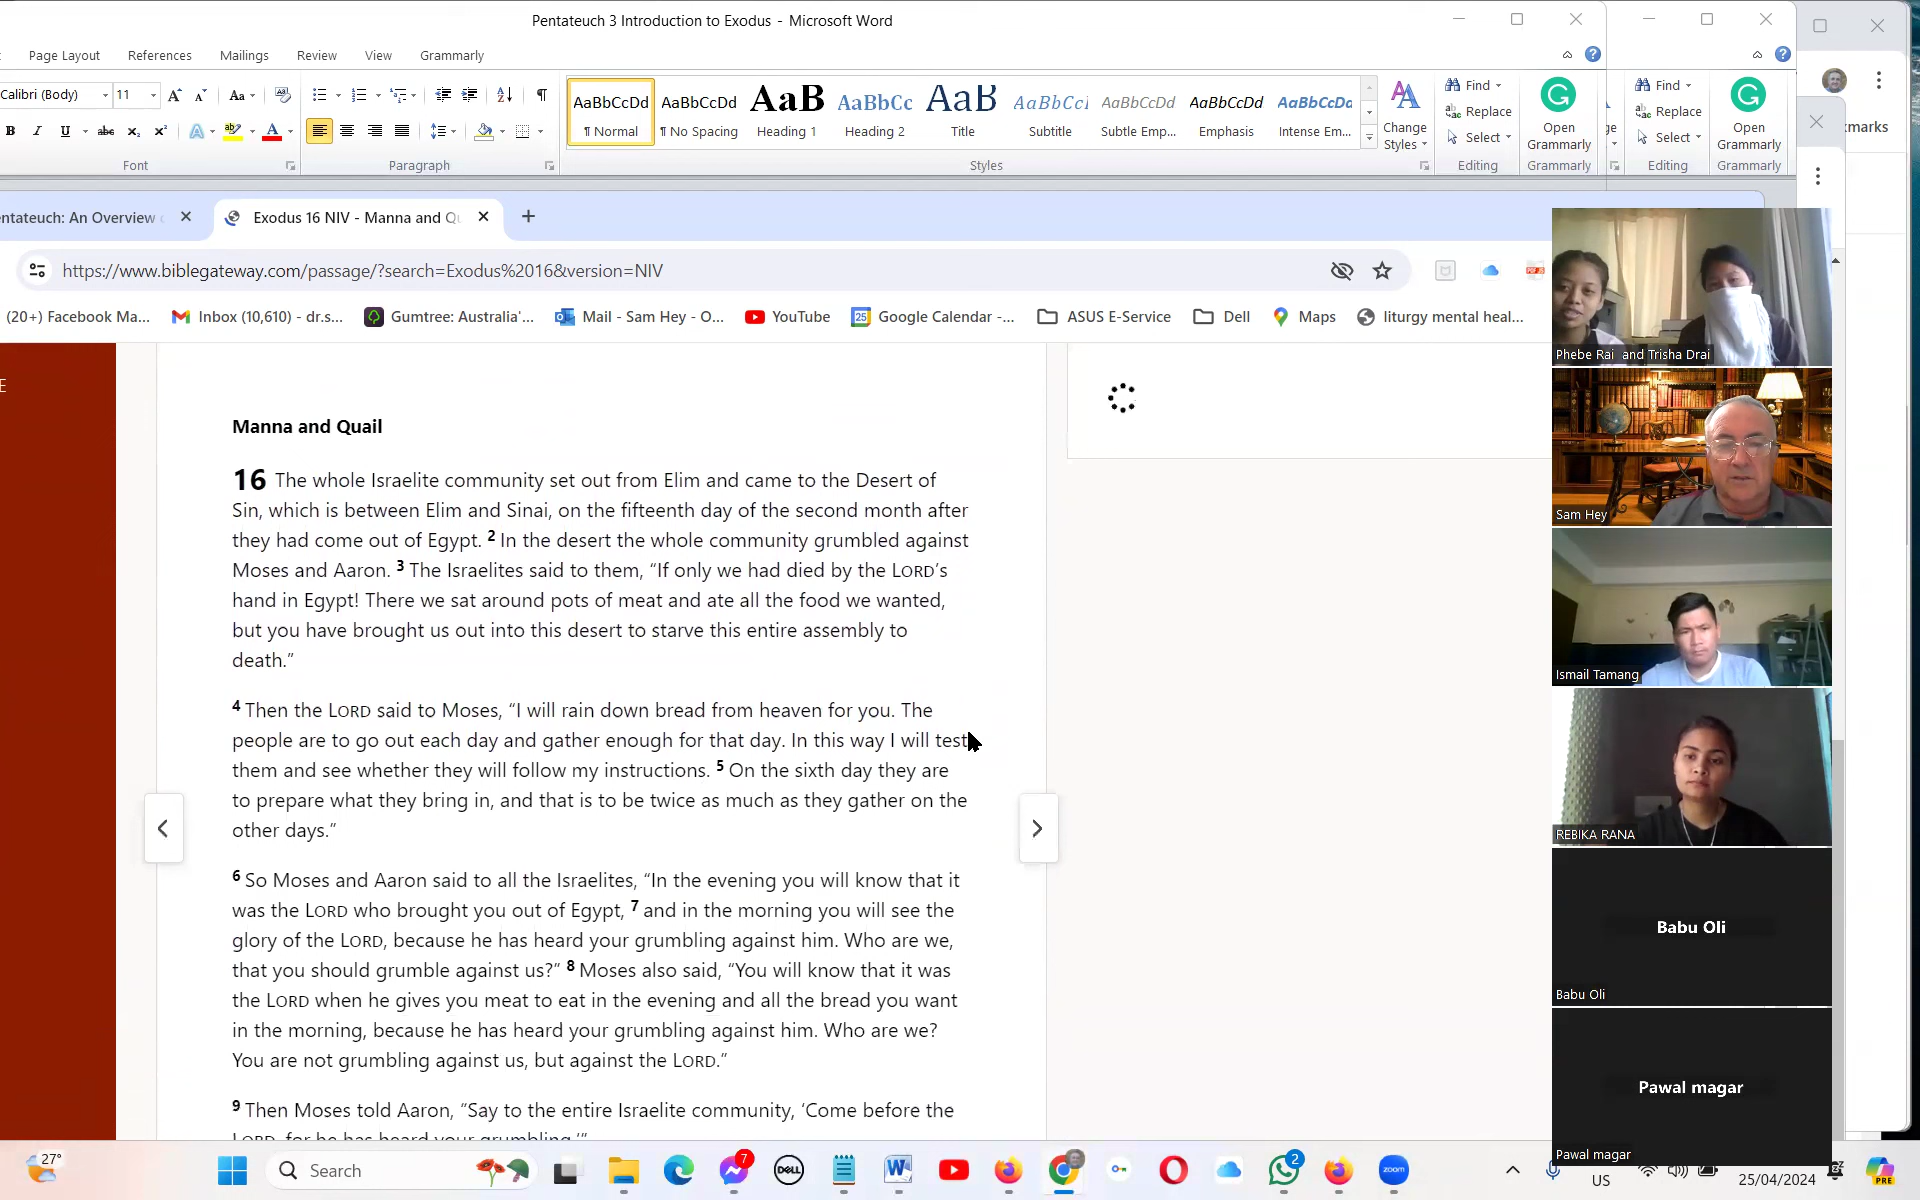 Pentateuch 3 Introduction to Exodus - Microsoft Word
Page Layout References Mailings Review View Grammarly
Calibri (Body) 11 Aa
AaBbCcDd AaBbCcDd AaB AaBbCc AaB AaBbCcl AaBbCcDd AaBbCcDd AaBbCcDd
¶ Normal ¶ No Spacing Heading 1 Heading 2 Title Subtitle Subtle Emp... Emphasis Intense Em...
Change Styles
Find
Replace
Select
Open Grammarly
Find
Replace
Select
Open Grammarly
Font Paragraph Styles Editing Grammarly Editing Grammarly
marks
entateuch: An Overview Exodus 16 NIV - Manna and Qu
https://www.biblegateway.com/passage/?search=Exodus%2016&version=NIV
(20+) Facebook Ma... Inbox (10,610) - dr.s... Gumtree: Australia'... Mail - Sam Hey - O... YouTube Google Calendar -... ASUS E-Service Dell Maps liturgy mental heal...
E
Manna and Quail
16 The whole Israelite community set out from Elim and came to the Desert of
Sin, which is between Elim and Sinai, on the fifteenth day of the second month after
they had come out of Egypt. 2 In the desert the whole community grumbled against
Moses and Aaron. 3 The Israelites said to them, “If only we had died by the LORD’s
hand in Egypt! There we sat around pots of meat and ate all the food we wanted,
but you have brought us out into this desert to starve this entire assembly to
death.”
4 Then the LORD said to Moses, “I will rain down bread from heaven for you. The
people are to go out each day and gather enough for that day. In this way I will test
them and see whether they will follow my instructions. 5 On the sixth day they are
to prepare what they bring in, and that is to be twice as much as they gather on the
other days.”
6 So Moses and Aaron said to all the Israelites, “In the evening you will know that it
was the LORD who brought you out of Egypt, 7 and in the morning you will see the
glory of the LORD, because he has heard your grumbling against him. Who are we,
that you should grumble against us?” 8 Moses also said, “You will know that it was
the LORD when he gives you meat to eat in the evening and all the bread you want
in the morning, because he has heard your grumbling against him. Who are we?
You are not grumbling against us, but against the LORD.”
9 Then Moses told Aaron, “Say to the entire Israelite community, ‘Come before the
LORD, for he has heard your grumbling.’”
Phebe Rai and Trisha Drai
Sam Hey
Ismail Tamang
REBIKA RANA
Babu Oli
Babu Oli
Pawal magar
Pawal magar
27°
Search
7
DELL
2
zoom
US
25/04/2024
PRE